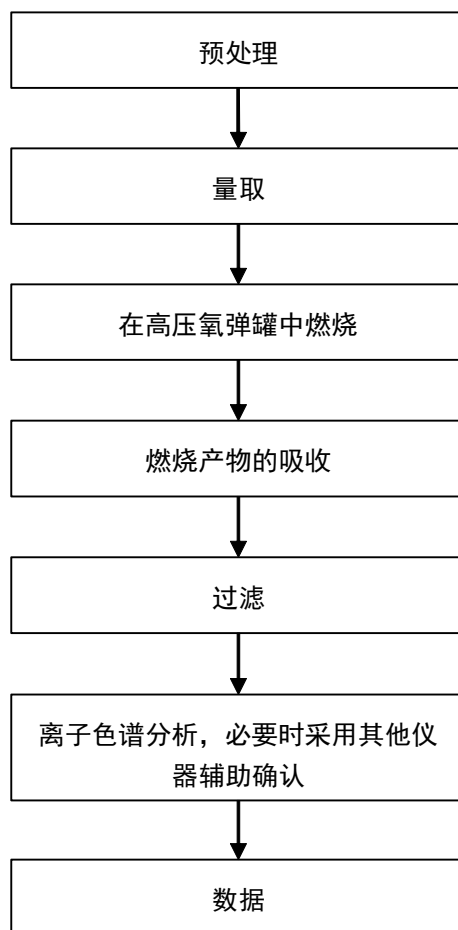 预处理
量取
在高压氧弹罐中燃烧
燃烧产物的吸收
过滤
离子色谱分析，必要时采用其他仪
器辅助确认
数据